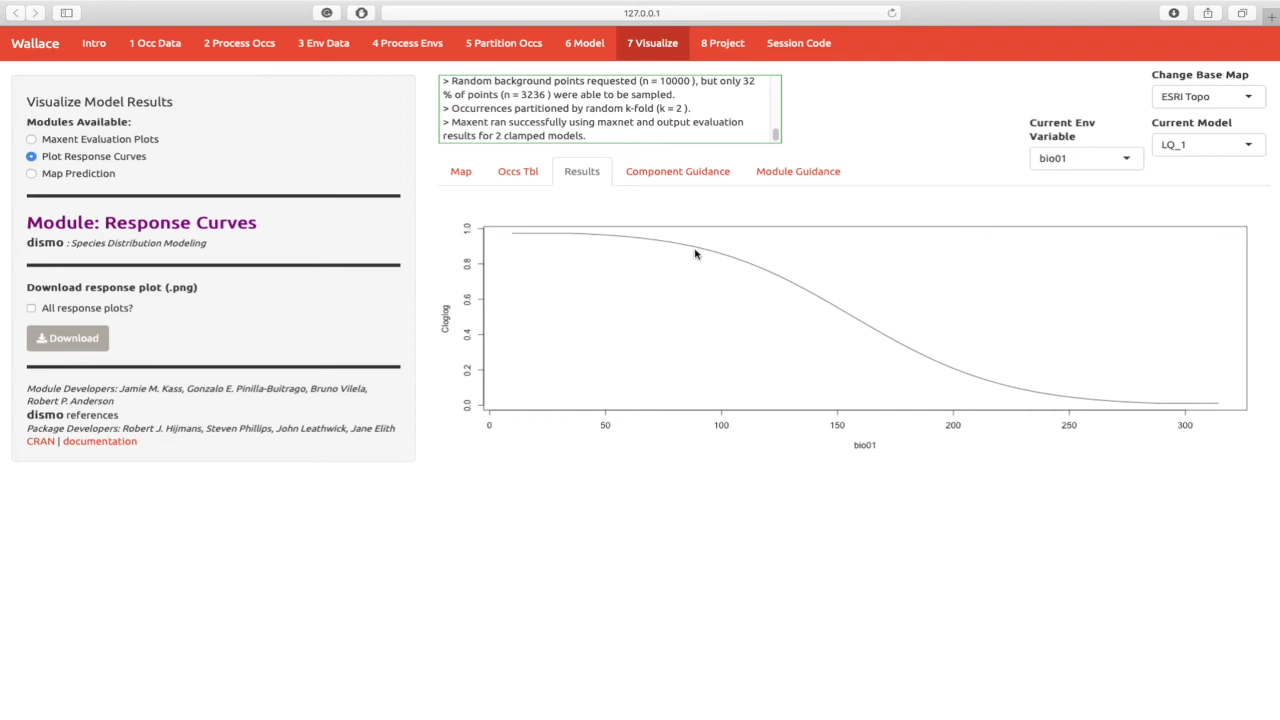 127.0.0.1
Wallace Intro 1 Occ Data 2 Process Occs 3 Env Data 4 Process Envs 5 Partition Occs 6 Model 7 Visualize 8 Project Session Code
Visualize Model Results
Modules Available:
Maxent Evaluation Plots
Plot Response Curves
Map Prediction
Module: Response Curves
dismo : Species Distribution Modeling
Download response plot (.png)
All response plots?
Download
Module Developers: Jamie M. Kass, Gonzalo E. Pinilla-Buitrago, Bruno Vilela,
Robert P. Anderson
dismo references
Package Developers: Robert J. Hijmans, Steven Phillips, John Leathwick, Jane Elith
CRAN | documentation
> Random background points requested (n = 10000 ), but only 32
% of points (n = 3236 ) were able to be sampled.
> Occurrences partitioned by random k-fold (k = 2 ).
> Maxent ran successfully using maxnet and output evaluation
results for 2 clamped models.
Change Base Map
ESRI Topo
Current Env
Variable
bio01
Current Model
LQ_1
Map Occs Tbl Results Component Guidance Module Guidance
1.0
0.8
0.6
0.4
0.2
0.0
Cloglog
0 50 100 150 200 250 300
bio01